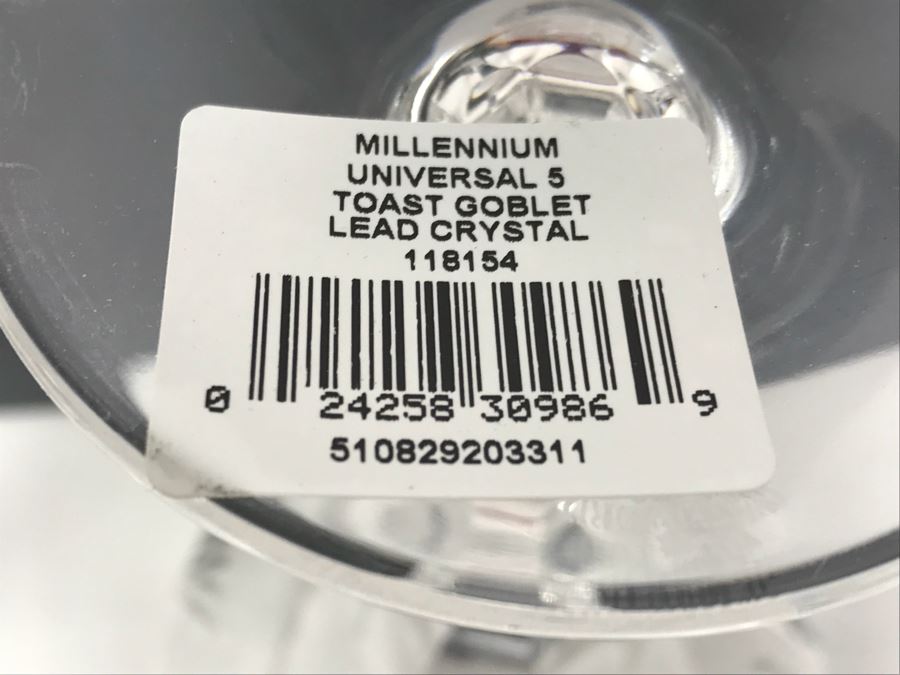 MILLENNIUM
UNIVERSAL 5
TOAST GOBLET
LEAD CRYSTAL
118154
0 24258 30986 9
510829203311